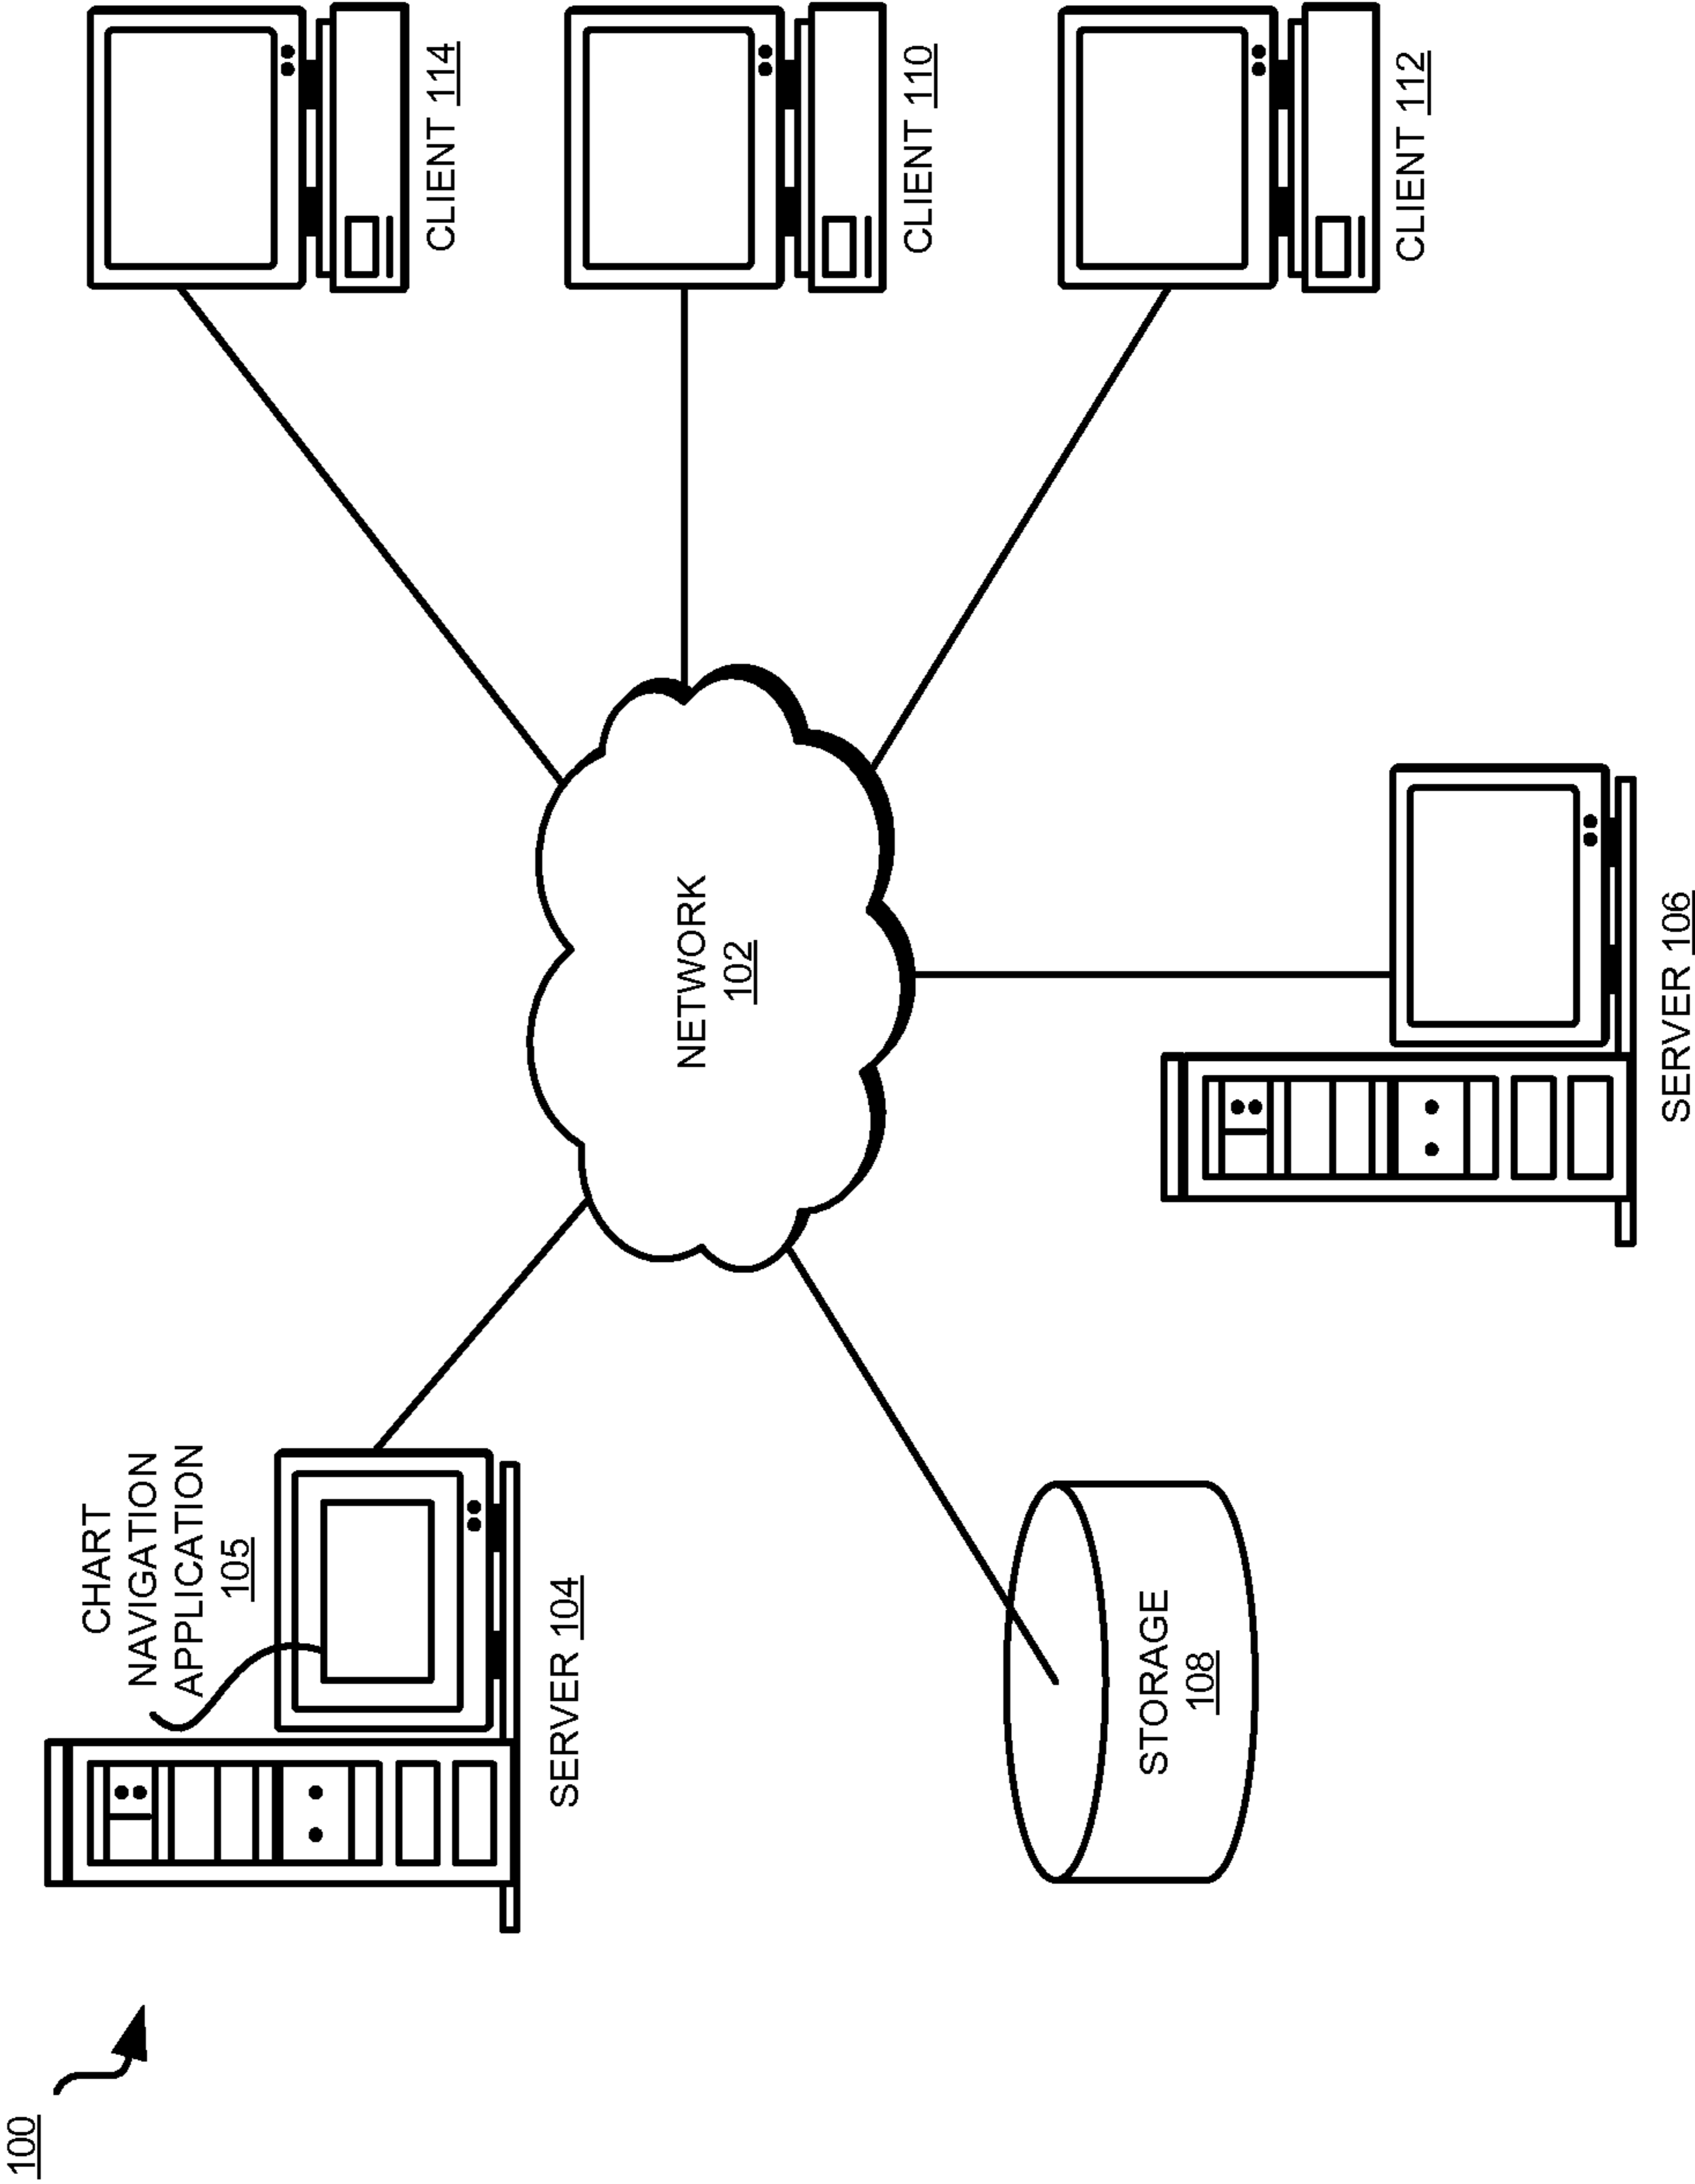 100
CHART
NAVIGATION
APPLICATION
105
SERVER 104
CLIENT 114
NETWORK
102
CLIENT 110
STORAGE
108
CLIENT 112
SERVER 106